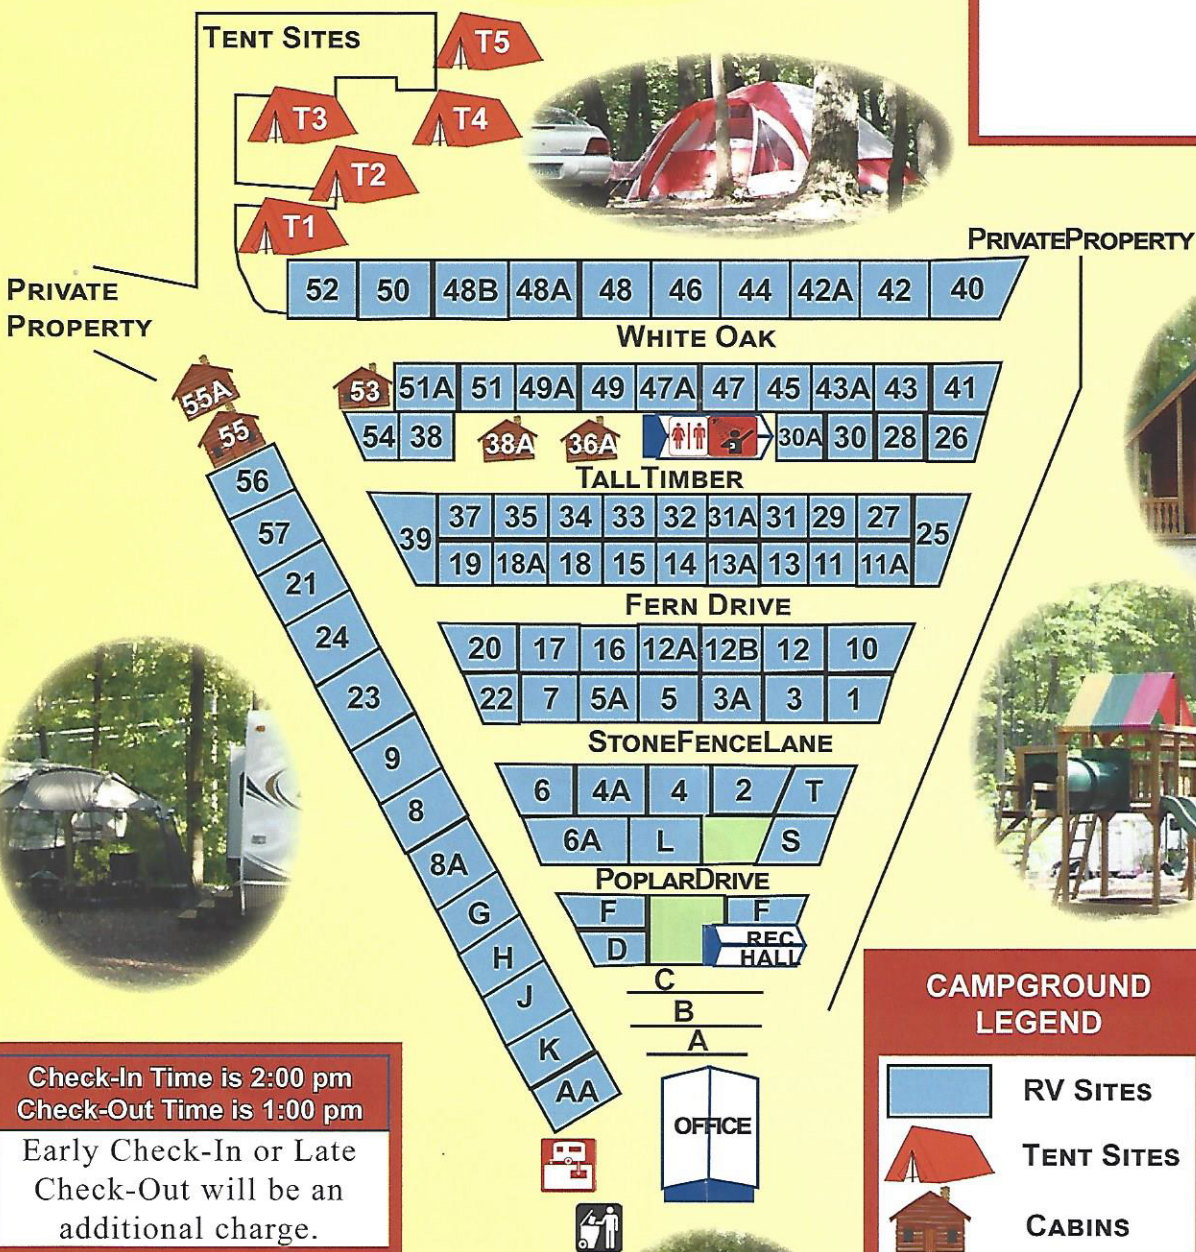 TENT SITES
T5
T3
T4
T2
T1
PRIVATEPROPERTY
PRIVATE
PROPERTY
52 50 48B 48A 48 46 44 42A 42 40
WHITE OAK
55A
53 51A 51 49A 49 47A 47 45 43A 43 41
55
54 38 38A 36A 30A 30 28 26
TALLTIMBER
56
57
21
24
23
9
8
8A
G
H
J
K
AA
39 37 35 34 33 32 31A 31 29 27 25
19 18A 18 15 14 13A 13 11 11A
FERN DRIVE
20 17 16 12A 12B 12 10
22 7 5A 5 3A 3 1
STONEFENCELANE
6 4A 4 2 T
6A L S
POPLARDRIVE
F F
D REC
HALL
C
B
A
OFFICE
Check-In Time is 2:00 pm
Check-Out Time is 1:00 pm
Early Check-In or Late
Check-Out will be an
additional charge.
CAMPGROUND
LEGEND
RV SITES
TENT SITES
CABINS